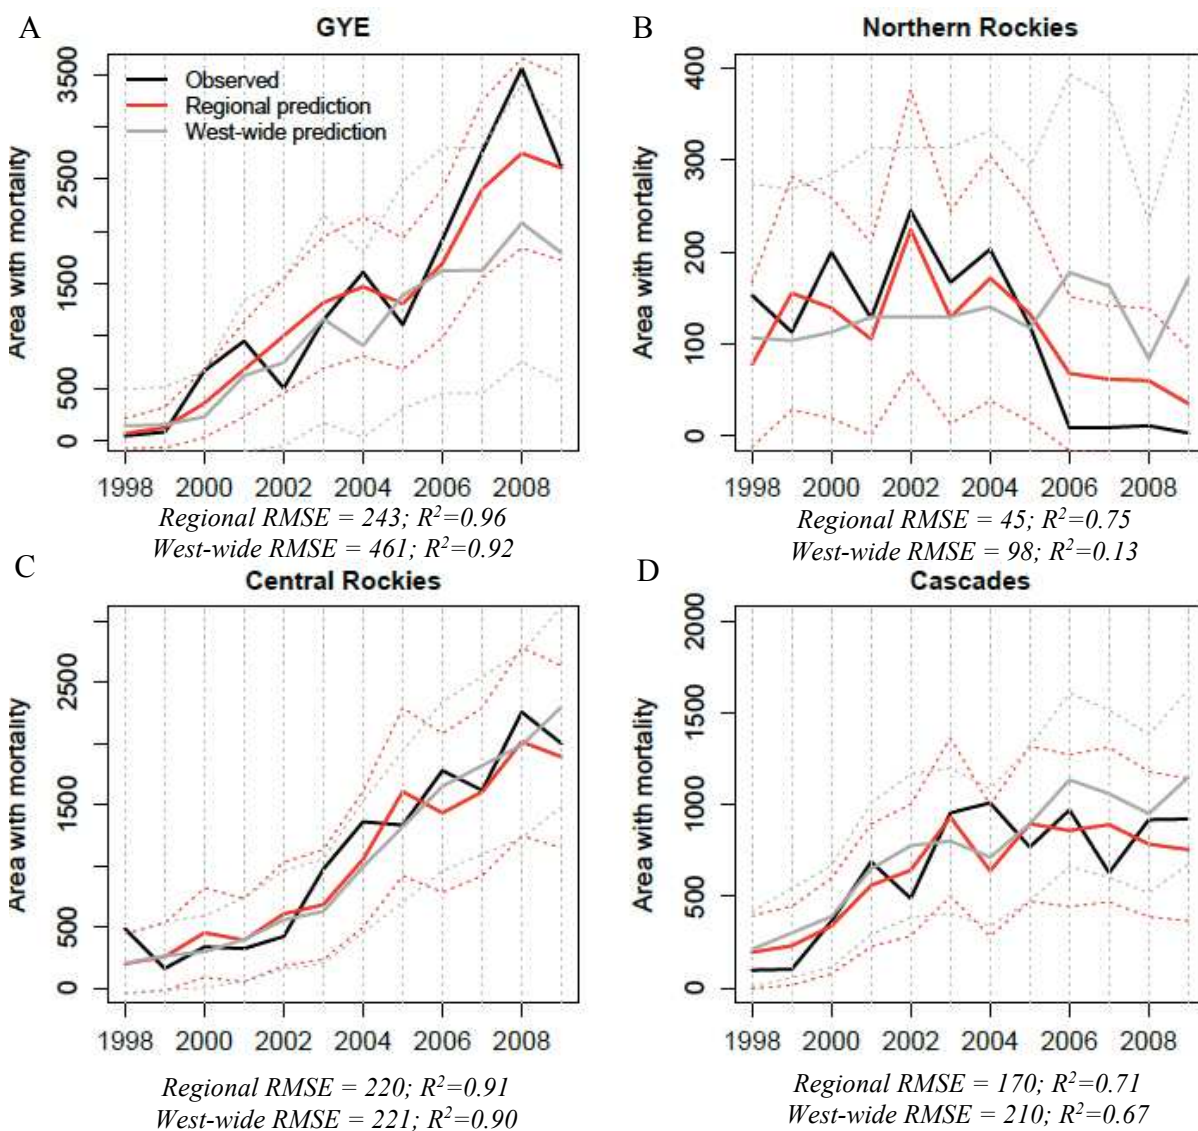 A
GYE
Area with mortality
3500
2500
1500
500
0
Observed
Regional prediction
West-wide prediction
1998 2000 2002 2004 2006 2008
Regional RMSE = 243; R²=0.96
West-wide RMSE = 461; R²=0.92
B
Northern Rockies
Area with mortality
400
300
200
100
0
1998 2000 2002 2004 2006 2008
Regional RMSE = 45; R²=0.75
West-wide RMSE = 98; R²=0.13
C
Central Rockies
Area with mortality
2500
1500
500
0
1998 2000 2002 2004 2006 2008
Regional RMSE = 220; R²=0.91
West-wide RMSE = 221; R²=0.90
D
Cascades
Area with mortality
2000
1500
1000
500
0
1998 2000 2002 2004 2006 2008
Regional RMSE = 170; R²=0.71
West-wide RMSE = 210; R²=0.67